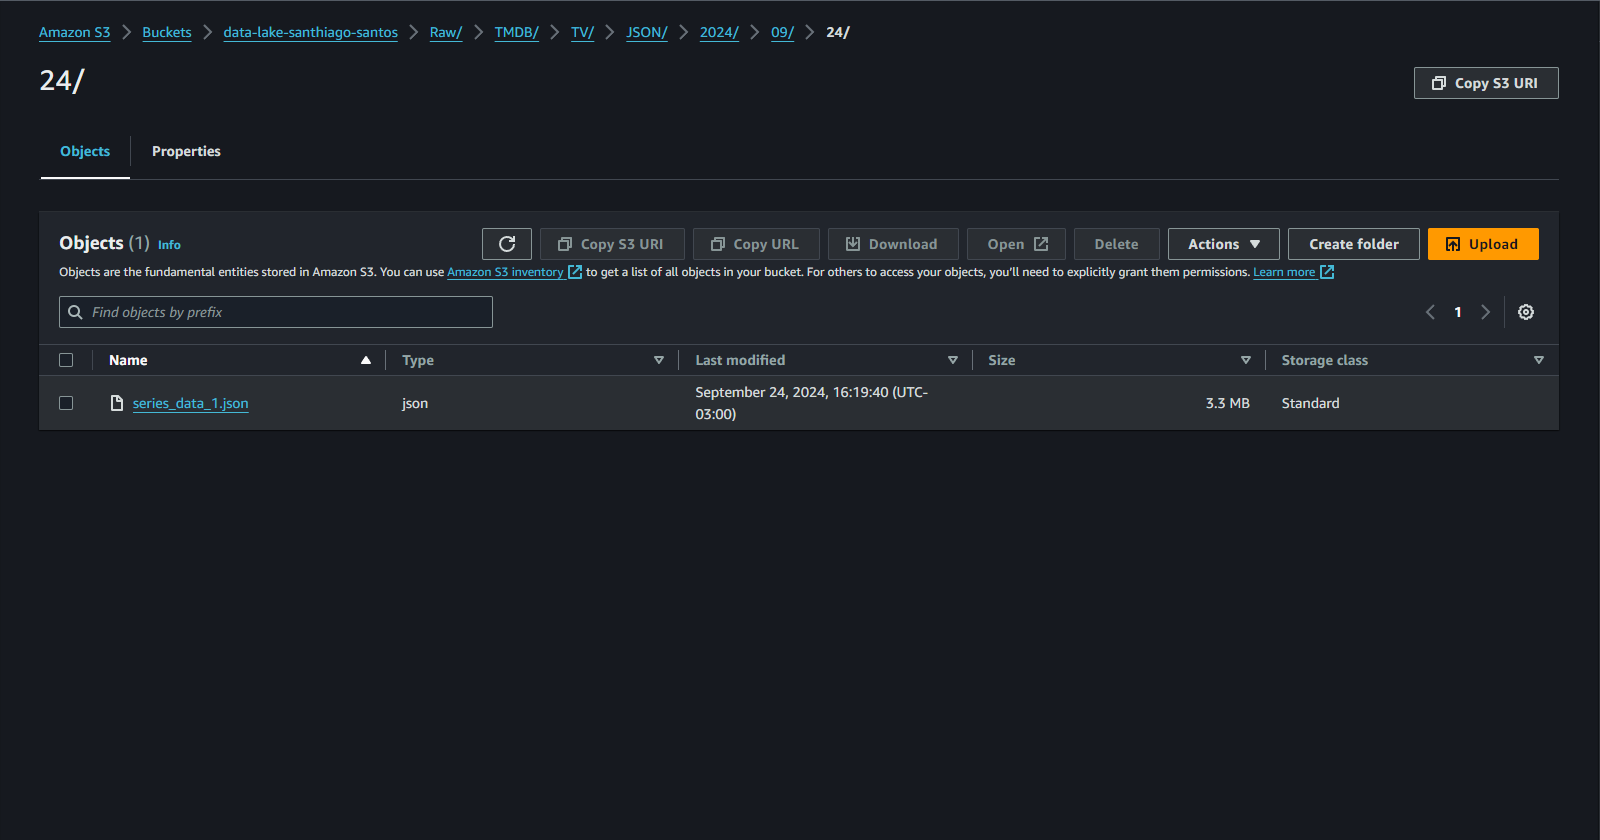 Amazon S3 > Buckets > data-lake-santhiago-santos > Raw/ > TMDB/ > TV/ > JSON/ > 2024/ > 09/ > 24/
24/
Copy S3 URI
Objects Properties
Objects (1) Info
Copy S3 URI Copy URL Download Open Delete Actions Create folder Upload
Objects are the fundamental entities stored in Amazon S3. You can use Amazon S3 inventory to get a list of all objects in your bucket. For others to access your objects, you'll need to explicitly grant them permissions. Learn more
Find objects by prefix
1
Name Type Last modified Size Storage class
series_data_1.json json September 24, 2024, 16:19:40 (UTC-
03:00) 3.3 MB Standard